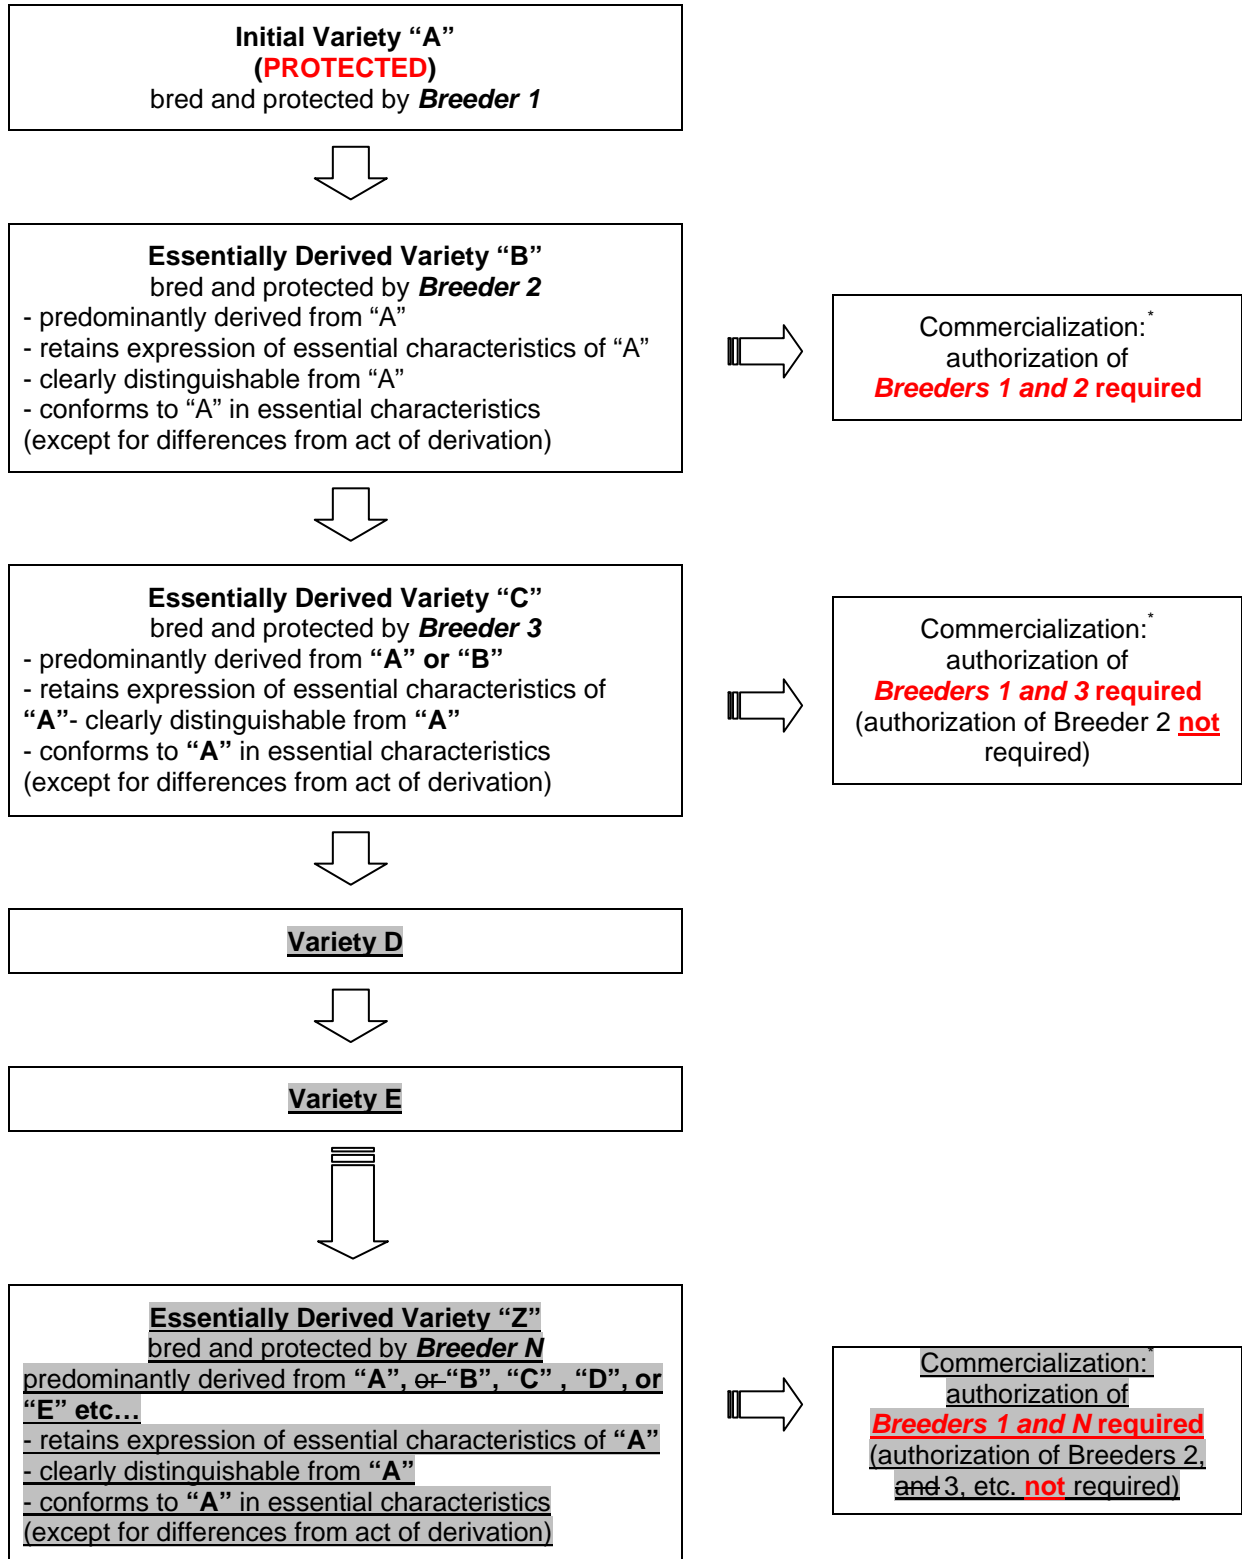 Initial Variety “A”
(PROTECTED)
bred and protected by Breeder 1
Essentially Derived Variety “B”
bred and protected by Breeder 2
- predominantly derived from “A”
- retains expression of essential characteristics of “A”
- clearly distinguishable from “A”
- conforms to “A” in essential characteristics
(except for differences from act of derivation)
Commercialization:*
authorization of
Breeders 1 and 2 required
Essentially Derived Variety “C”
bred and protected by Breeder 3
- predominantly derived from “A” or “B”
- retains expression of essential characteristics of
“A”- clearly distinguishable from “A”
- conforms to “A” in essential characteristics
(except for differences from act of derivation)
Commercialization:*
authorization of
Breeders 1 and 3 required
(authorization of Breeder 2 not
required)
Variety D
Variety E
Essentially Derived Variety “Z”
bred and protected by Breeder N
predominantly derived from “A”, or “B”, “C” , “D”, or
“E” etc…
- retains expression of essential characteristics of “A”
- clearly distinguishable from “A”
- conforms to “A” in essential characteristics
(except for differences from act of derivation)
Commercialization:*
authorization of
Breeders 1 and N required
(authorization of Breeders 2,
and 3, etc. not required)